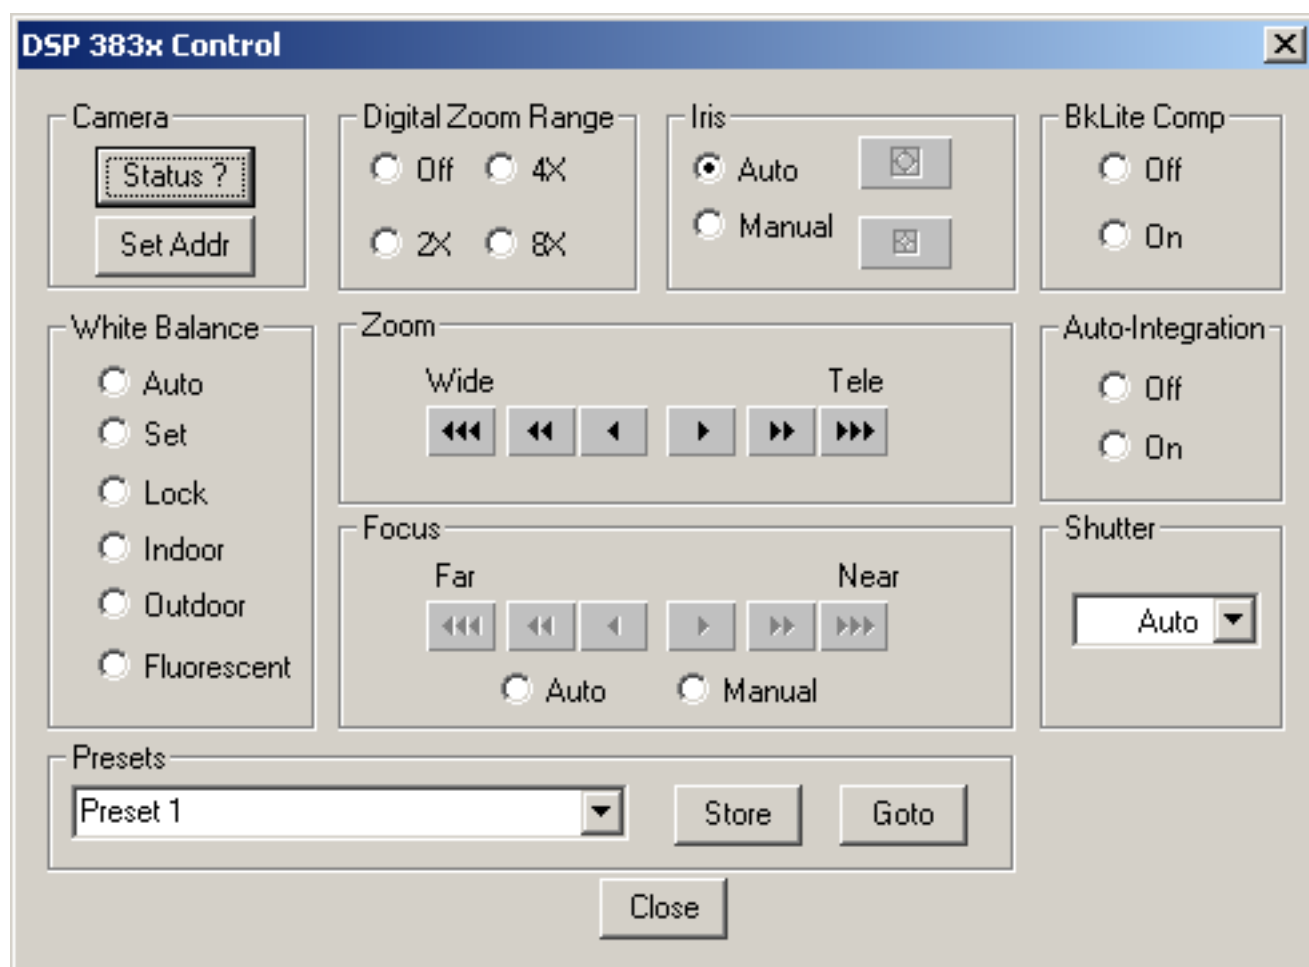 DSP 383x Control
Camera
Status ?
Set Addr
Digital Zoom Range
Off 4X
2X 8X
Iris
Auto
Manual
BkLite Comp
Off
On
White Balance
Auto
Set
Lock
Indoor
Outdoor
Fluorescent
Zoom
Wide Tele
Auto-Integration
Off
On
Focus
Far Near
Auto Manual
Shutter
Auto
Presets
Preset 1
Store Goto
Close